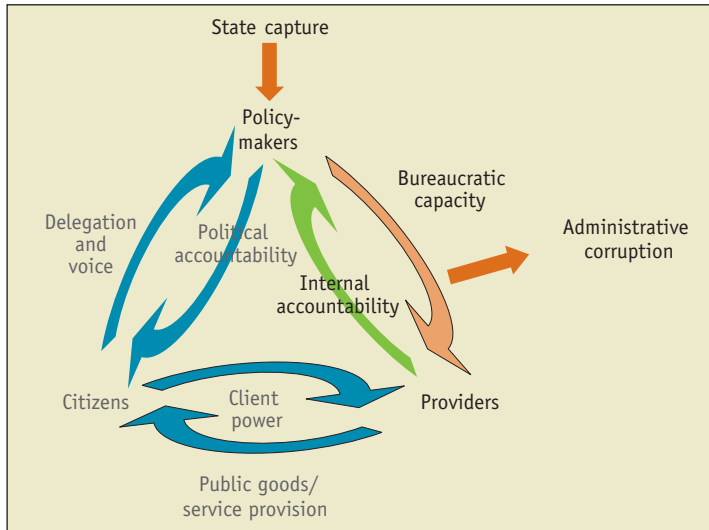 State capture
Policy-
makers
Bureaucratic
capacity
Delegation
and
voice
Political
accountability
Administrative
corruption
Internal
accountability
Citizens
Client
power
Providers
Public goods/
service provision